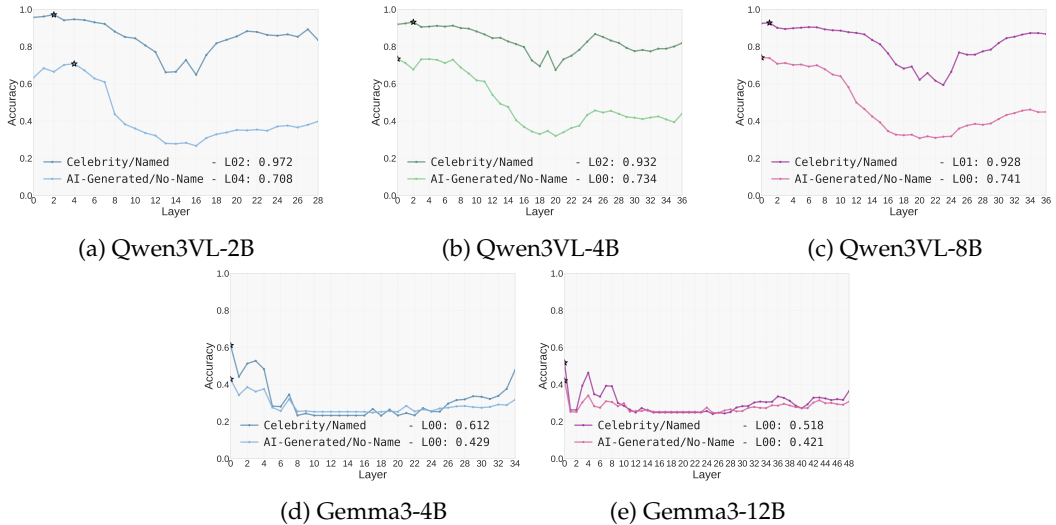 1.0
0.8
0.6
0.4
0.2
0.0
Accuracy
Celebrity/Named - L02: 0.972
AI-Generated/No-Name - L04: 0.708
0 2 4 6 8 10 12 14 16 18 20 22 24 26 28
Layer
(a) Qwen3VL-2B
1.0
0.8
0.6
0.4
0.2
0.0
Accuracy
Celebrity/Named - L02: 0.932
AI-Generated/No-Name - L00: 0.734
0 2 4 6 8 10 12 14 16 18 20 22 24 26 28 30 32 34 36
Layer
(b) Qwen3VL-4B
1.0
0.8
0.6
0.4
0.2
0.0
Accuracy
Celebrity/Named - L01: 0.928
AI-Generated/No-Name - L00: 0.741
0 2 4 6 8 10 12 14 16 18 20 22 24 26 28 30 32 34 36
Layer
(c) Qwen3VL-8B
1.0
0.8
0.6
0.4
0.2
0.0
Accuracy
Celebrity/Named - L00: 0.612
AI-Generated/No-Name - L00: 0.429
0 2 4 6 8 10 12 14 16 18 20 22 24 26 28 30 32 34
Layer
(d) Gemma3-4B
1.0
0.8
0.6
0.4
0.2
0.0
Accuracy
Celebrity/Named - L00: 0.518
AI-Generated/No-Name - L00: 0.421
0 2 4 6 8 10 12 14 16 18 20 22 24 26 28 30 32 34 36 38 40 42 44 46 48
Layer
(e) Gemma3-12B